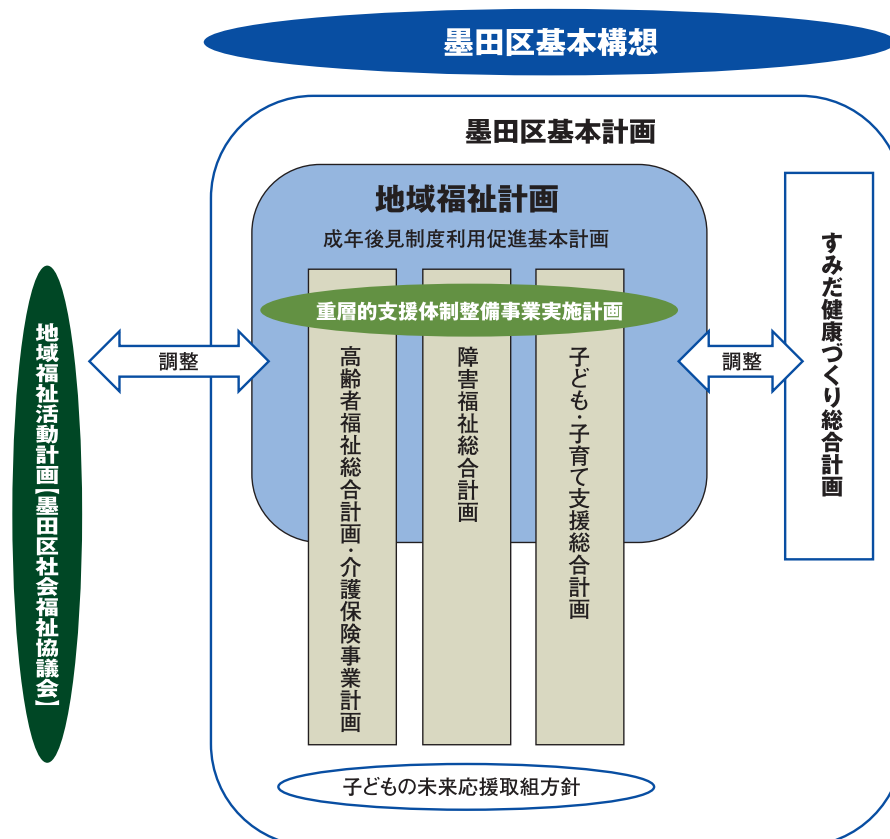 墨田区基本構想
墨田区基本計画
地域福祉計画
成年後見制度利用促進基本計画
重層的支援体制整備事業実施計画
高齢者福祉総合計画・介護保険事業計画
障害福祉総合計画
子ども・子育て支援総合計画
調整
調整
地域福祉活動計画【墨田区社会福祉協議会】
すみだ健康づくり総合計画
子どもの未来応援取組方針